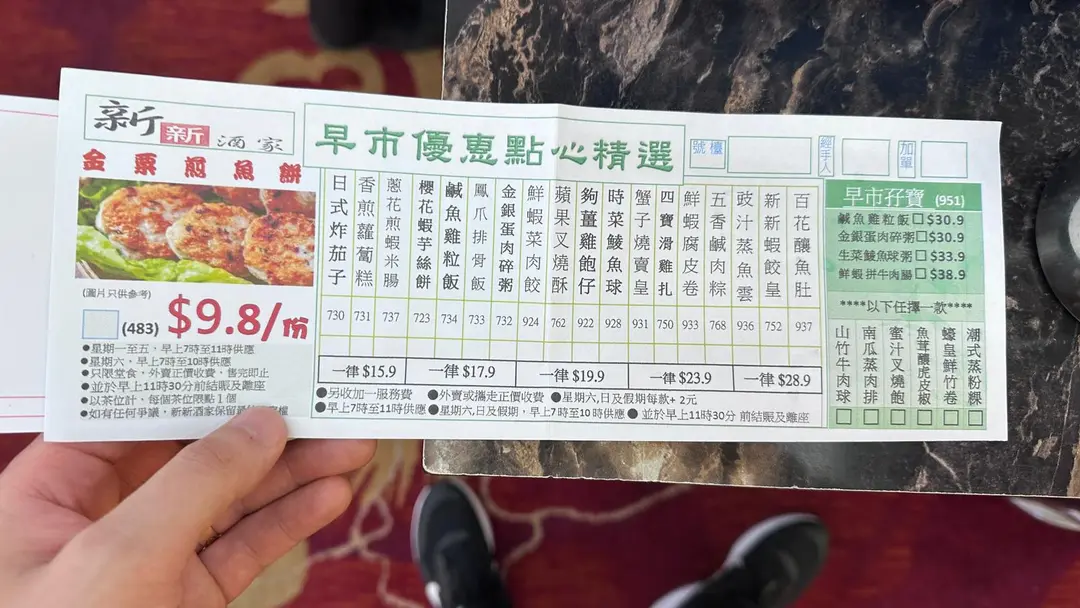 新新酒家
金粟煎魚餅
(圖片只供參考)
(483) $9.8/份
●星期一至五，早上7時至11時供應
●星期六，早上7時至10時供應
●只限堂食，外賣正價收費，售完即止
●並於早上11時30分前結賬及離座
●以茶位計，每個茶位限點1個
●如有任何爭議，新新酒家保留
早市優惠點心精選
號檯
經手人
加單
日式炸茄子 730
香煎蘿蔔糕 731
蔥花煎蝦米腸 737
櫻花蝦芋絲餅 723
鹹魚雞粒飯 734
鳳爪排骨飯 733
金銀蛋肉碎粥 732
鮮蝦菜肉餃 924
蘋果叉燒酥 762
夠薑雞飽仔 922
時菜鯪魚球 928
蟹子燒賣皇 931
四寶滑雞扎 750
鮮蝦腐皮卷 933
五香鹹肉粽 768
豉汁蒸魚雲 936
新新蝦餃皇 752
百花釀魚肚 937
一律 $15.9
一律 $17.9
一律 $19.9
一律 $23.9
一律 $28.9
●另收加一服務費 ●外賣或攜走正價收費 ●星期六,日及假期每款+2元
●早上7時至11時供應 ●星期六,日及假期，早上7時至10時供應 ● 並於早上11時30分 前結賬及離座
早市孖寶 (951)
鹹魚雞粒飯□$30.9
金銀蛋肉碎粥□$30.9
生菜鯪魚球粥□$33.9
鮮蝦拼牛肉腸□$38.9
****以下任擇一款****
山竹牛肉球□
南瓜蒸排肉□
蜜汁叉燒飽□
魚茸釀虎皮椒□
蠔皇鮮竹卷□
潮式蒸粉粿□